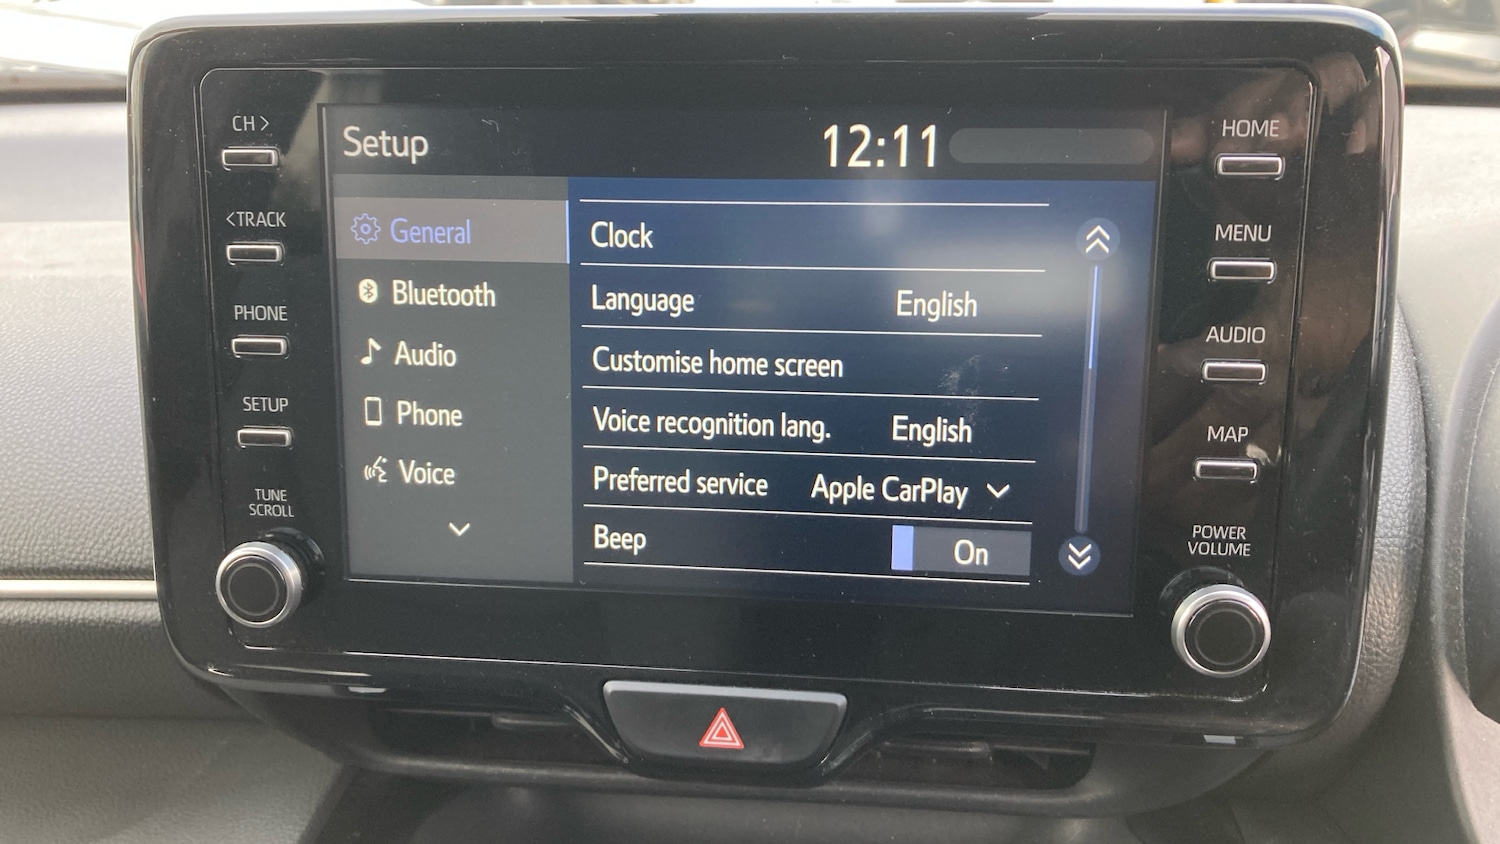 CH >
<TRACK
PHONE
SETUP
TUNE
SCROLL
Setup 12:11
General
Bluetooth
Audio
Phone
Voice
Clock
Language English
Customise home screen
Voice recognition lang. English
Preferred service Apple CarPlay
Beep On
HOME
MENU
AUDIO
MAP
POWER
VOLUME